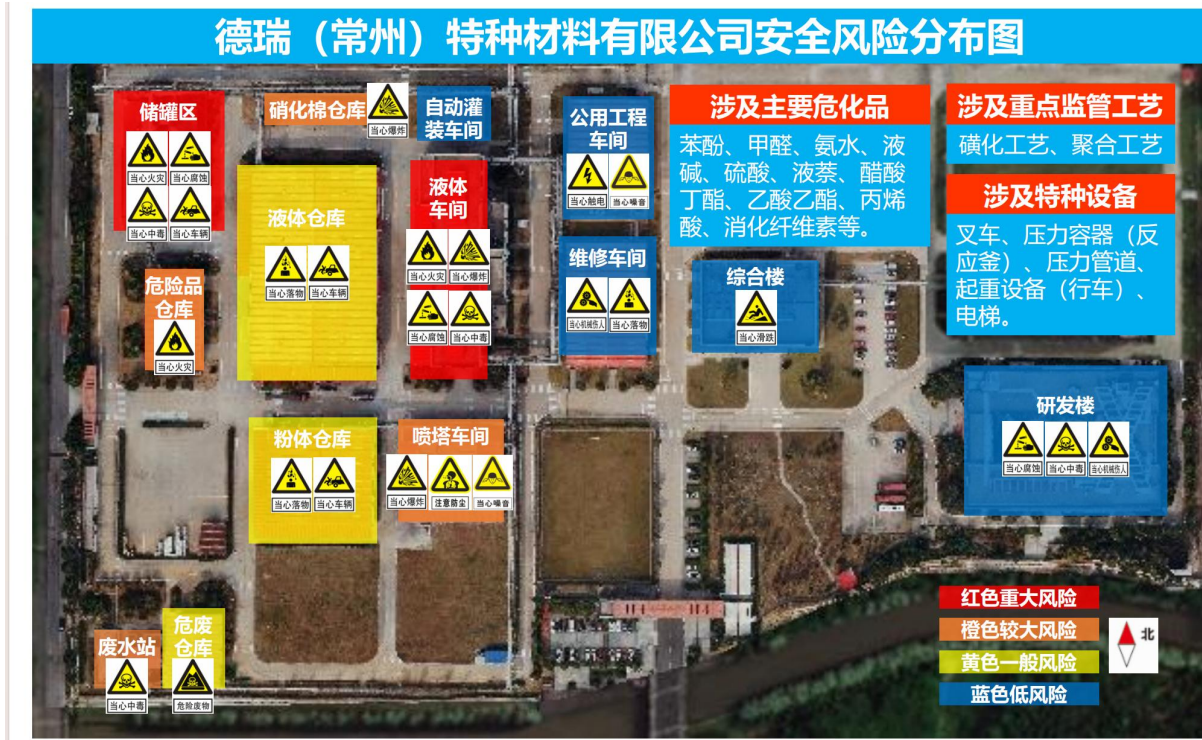 德瑞（常州）特种材料有限公司安全风险分布图
储罐区
当心火灾
当心腐蚀
当心中毒
当心车辆
硝化棉仓库
当心爆炸
自动灌
装车间
公用工程
车间
当心触电
当心噪音
涉及主要危化品
苯酚、甲醛、氨水、液
碱、硫酸、液萘、醋酸
丁酯、乙酸乙酯、丙烯
酸、消化纤维素等。
涉及重点监管工艺
磺化工艺、聚合工艺
涉及特种设备
叉车、压力容器（反
应釜）、压力管道、
起重设备（行车）、
电梯。
液体仓库
当心落物
当心车辆
液体
车间
当心火灾
当心爆炸
当心腐蚀
当心中毒
危险品
仓库
当心火灾
维修车间
当心机械伤人
当心落物
综合楼
当心滑跌
研发楼
当心腐蚀
当心中毒
当心机械伤人
粉体仓库
当心落物
当心车辆
喷塔车间
当心爆炸
注意防尘
当心噪音
废水站
当心中毒
危废
仓库
危险废物
红色重大风险
橙色较大风险
黄色一般风险
蓝色低风险
北